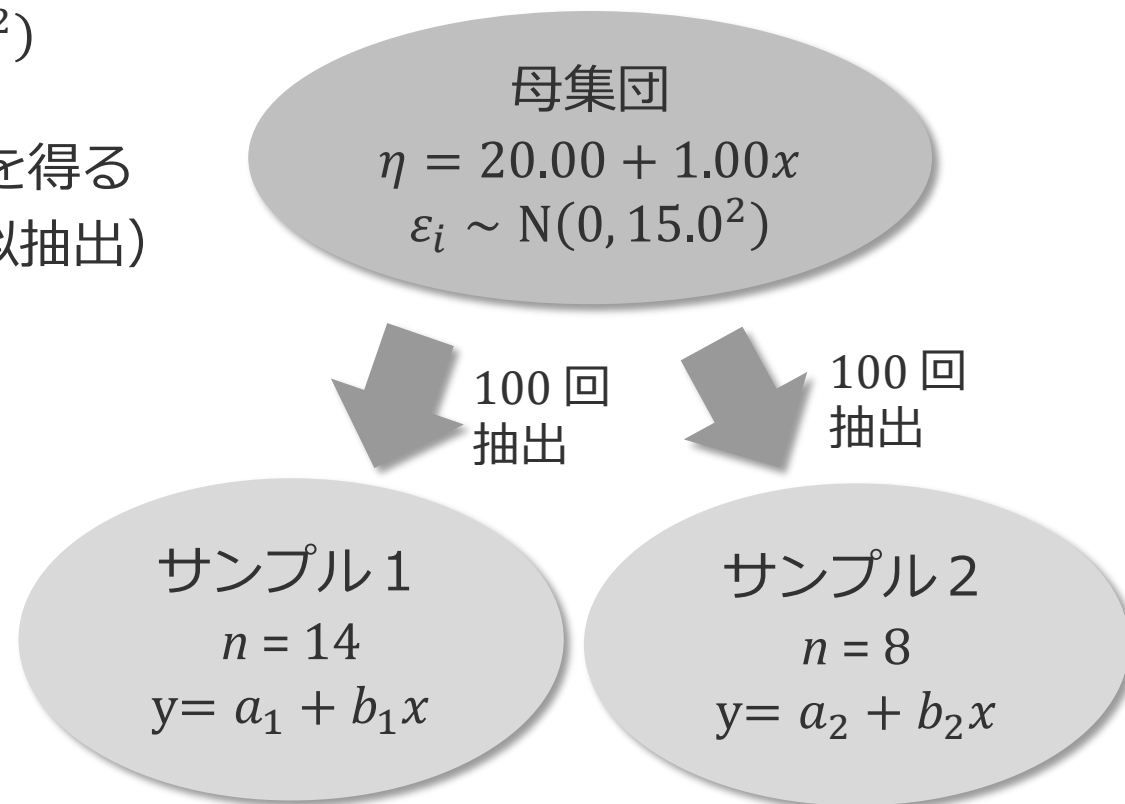 ²)
を得る
似抽出）
母集団
η = 20.00 + 1.00x
εᵢ ~ N(0, 15.0²)
100 回
抽出
100 回
抽出
サンプル 1
n = 14
y= a₁ + b₁x
サンプル 2
n = 8
y= a₂ + b₂x